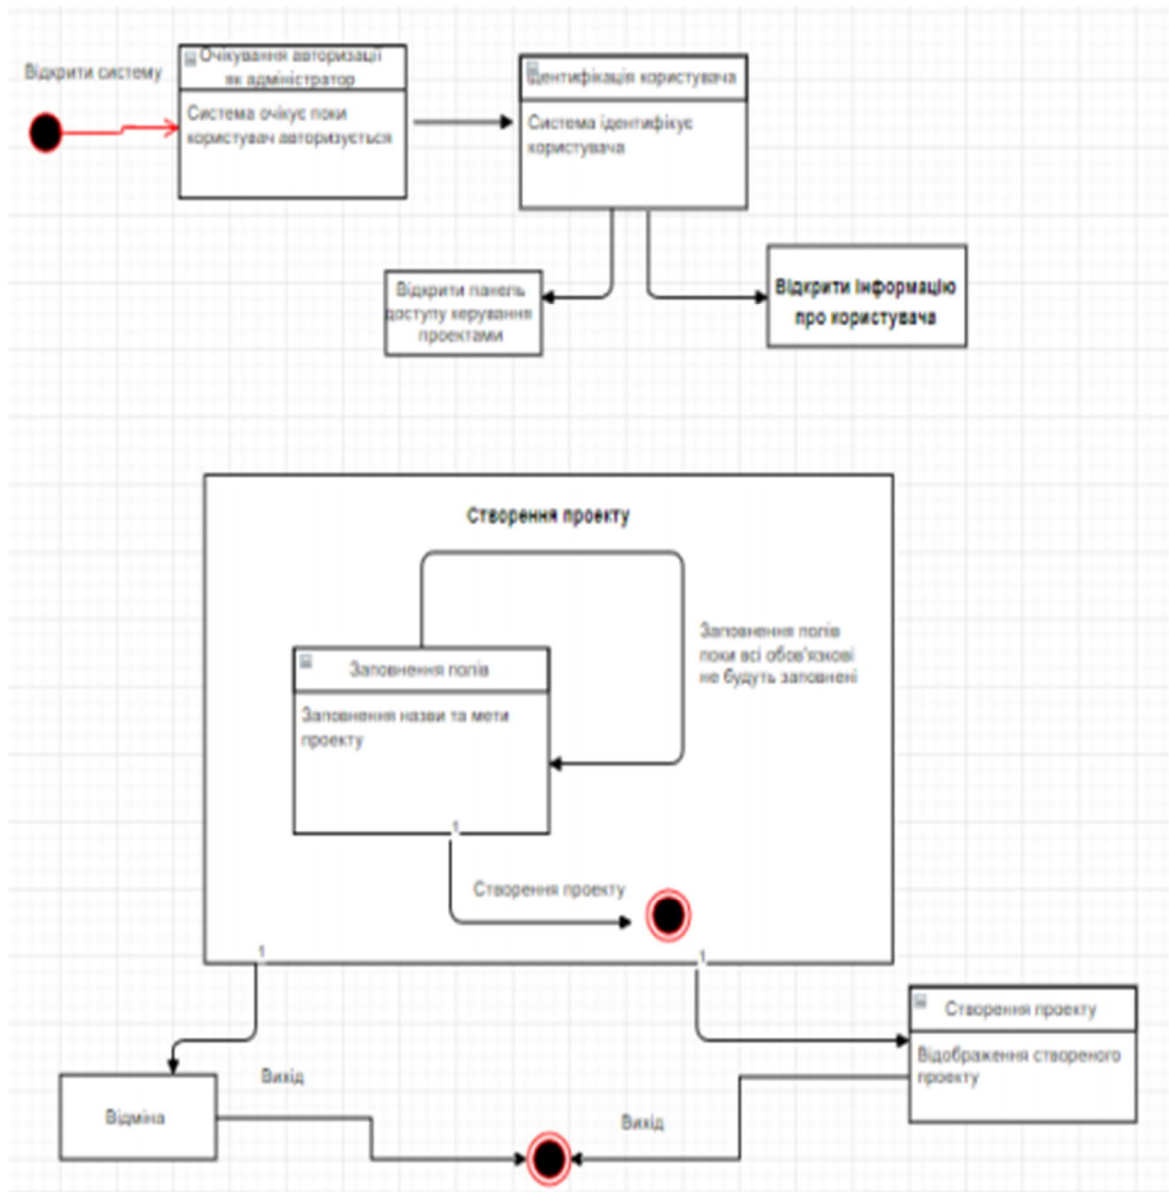 Відкрити систему
Очікування авторизації
як адміністратор
Система очікує поки
користувач авторизується
Ідентифікація користувача
Система ідентифікує
користувача
Відкрити панель
доступу керування
проектами
Відкрити інформацію
про користувача
Створення проекту
Заповнення полів
поки всі обов'язкові
не будуть заповнені
Заповнення полів
Заповнення назви та мети
проекту
1
Створення проекту
1
1
Створення проекту
Відображення створеного
проекту
Вихід
Відміна
Вихід